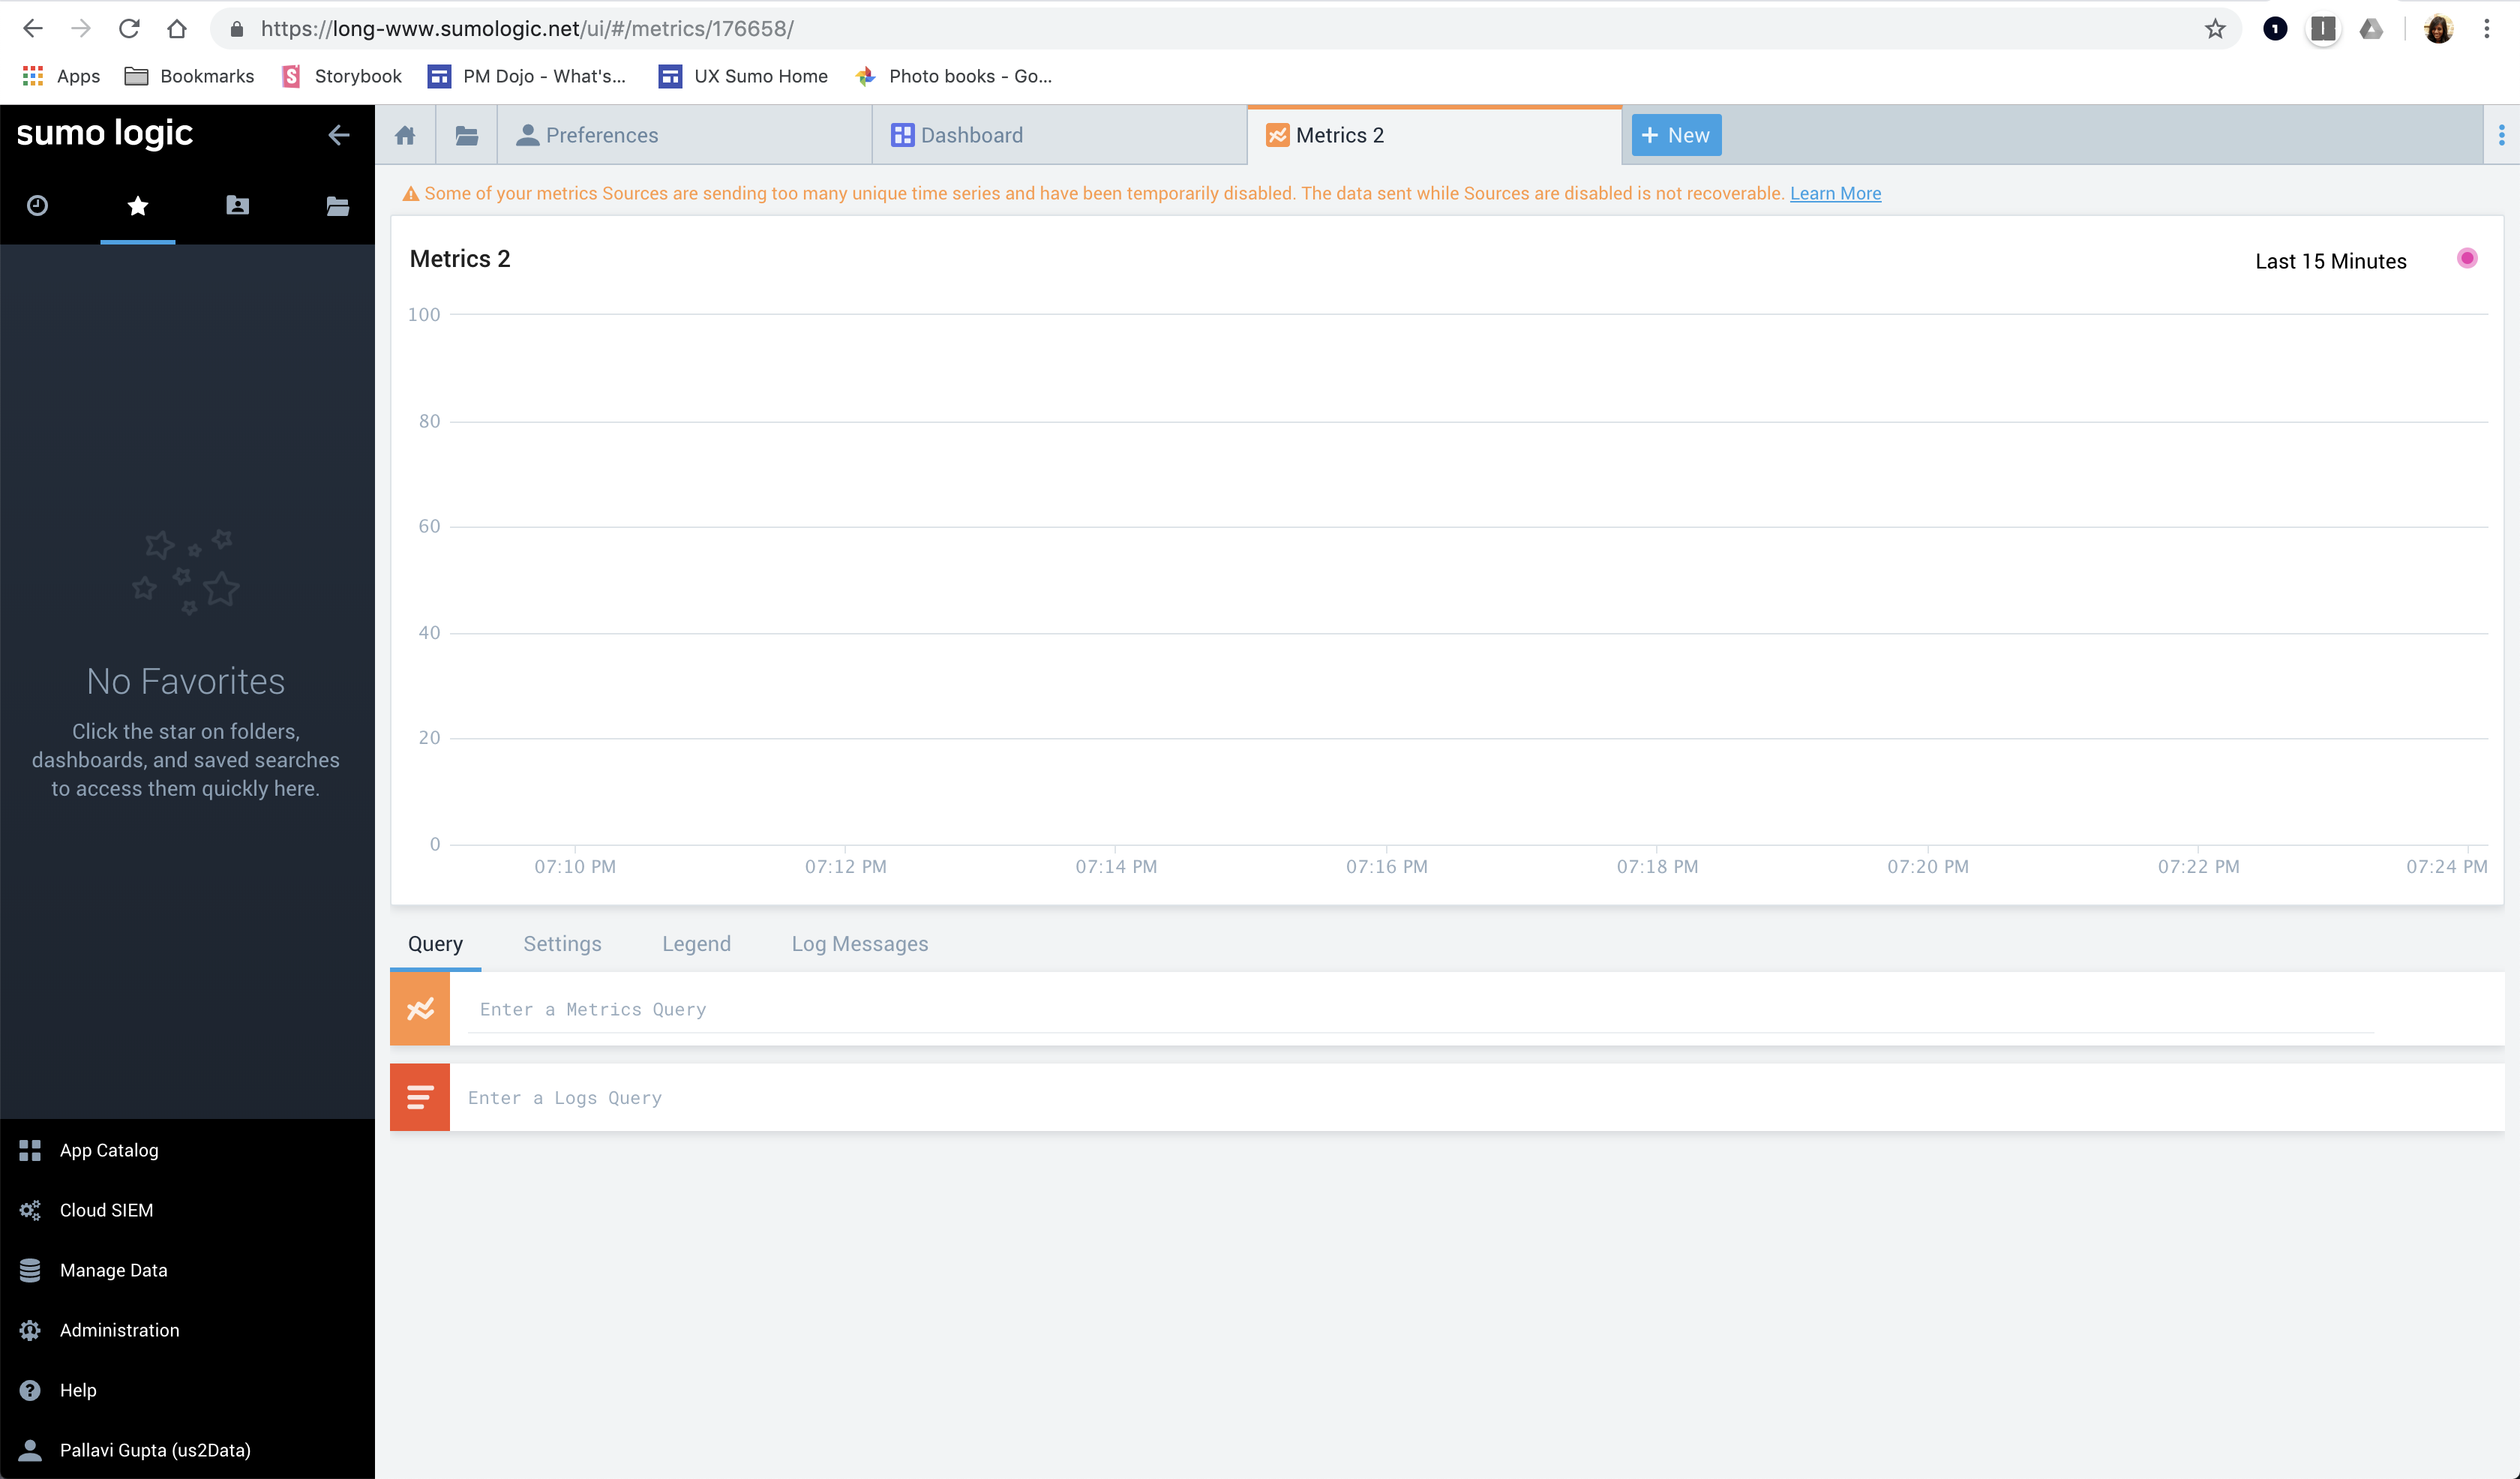 https://long-www.sumologic.net/ui/#/metrics/176658/
Apps Bookmarks Storybook PM Dojo - What's... UX Sumo Home Photo books - Go...
sumo logic
Preferences Dashboard Metrics 2 + New
Some of your metrics Sources are sending too many unique time series and have been temporarily disabled. The data sent while Sources are disabled is not recoverable. Learn More
Metrics 2
Last 15 Minutes
100
80
60
40
20
0
07:10 PM 07:12 PM 07:14 PM 07:16 PM 07:18 PM 07:20 PM 07:22 PM 07:24 PM
No Favorites
Click the star on folders,
dashboards, and saved searches
to access them quickly here.
Query Settings Legend Log Messages
Enter a Metrics Query
Enter a Logs Query
App Catalog
Cloud SIEM
Manage Data
Administration
Help
Pallavi Gupta (us2Data)